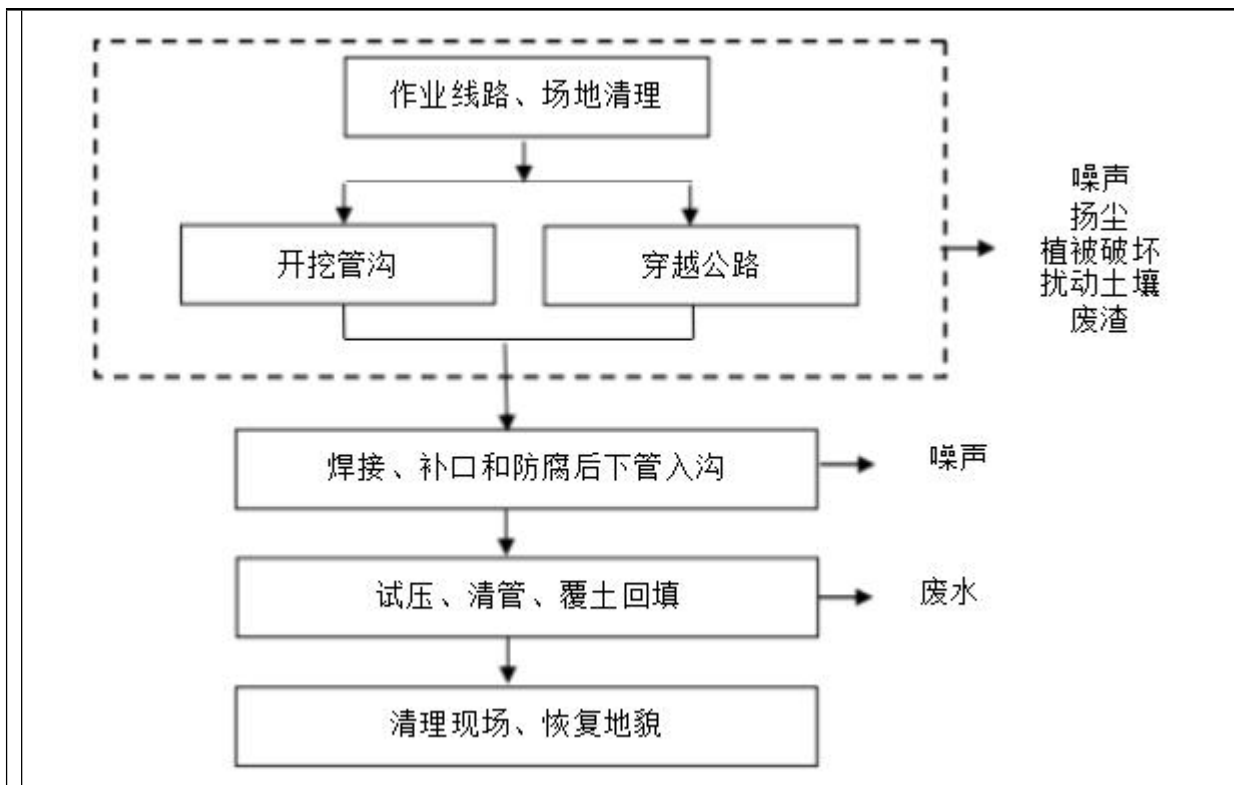 作业线路、场地清理
开挖管沟
穿越公路
噪声
扬尘
植被破坏
扰动土壤
废渣
焊接、补口和防腐后下管入沟
噪声
试压、清管、覆土回填
废水
清理现场、恢复地貌